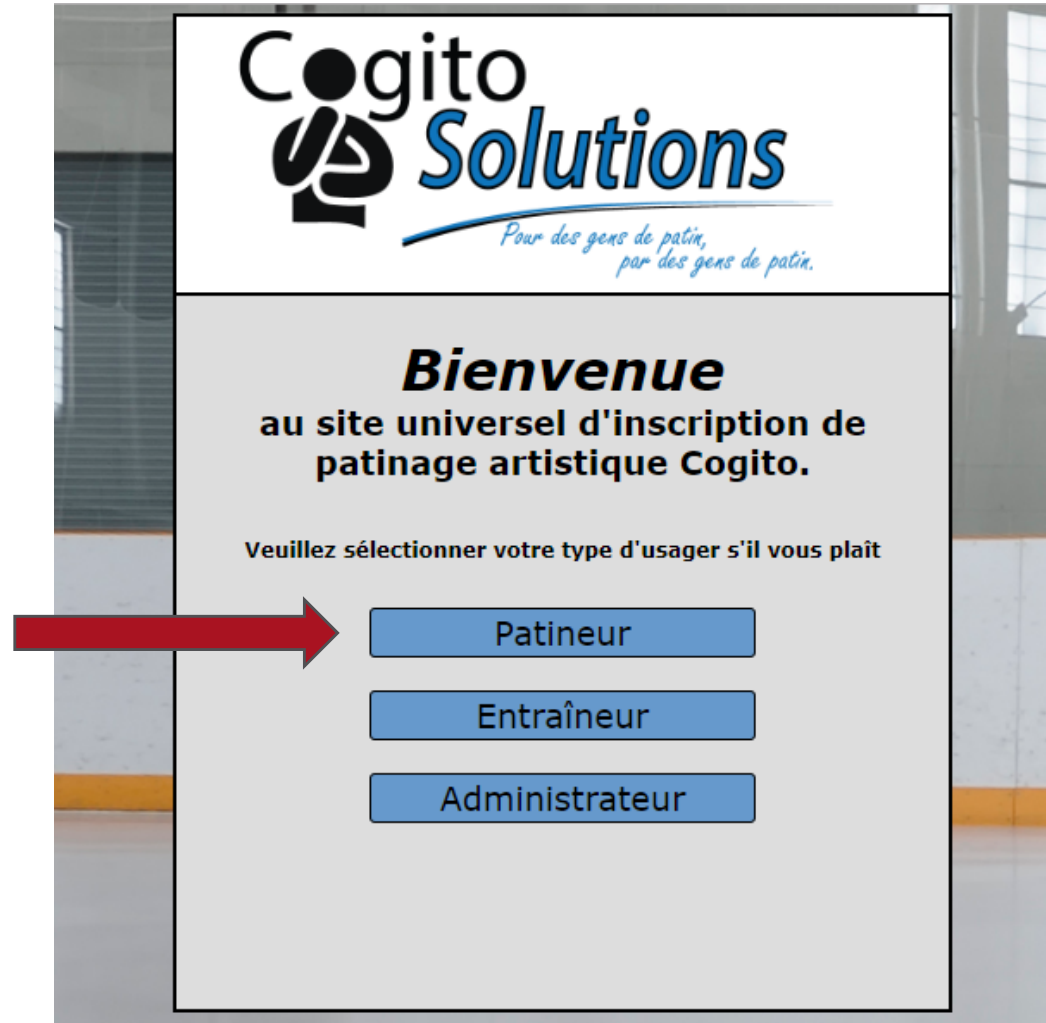 Cogito
Solutions
Pour des gens de patin,
par des gens de patin.
Bienvenue
au site universel d'inscription de
patinage artistique Cogito.
Veuillez sélectionner votre type d'usager s'il vous plaît
Patineur
Entraîneur
Administrateur